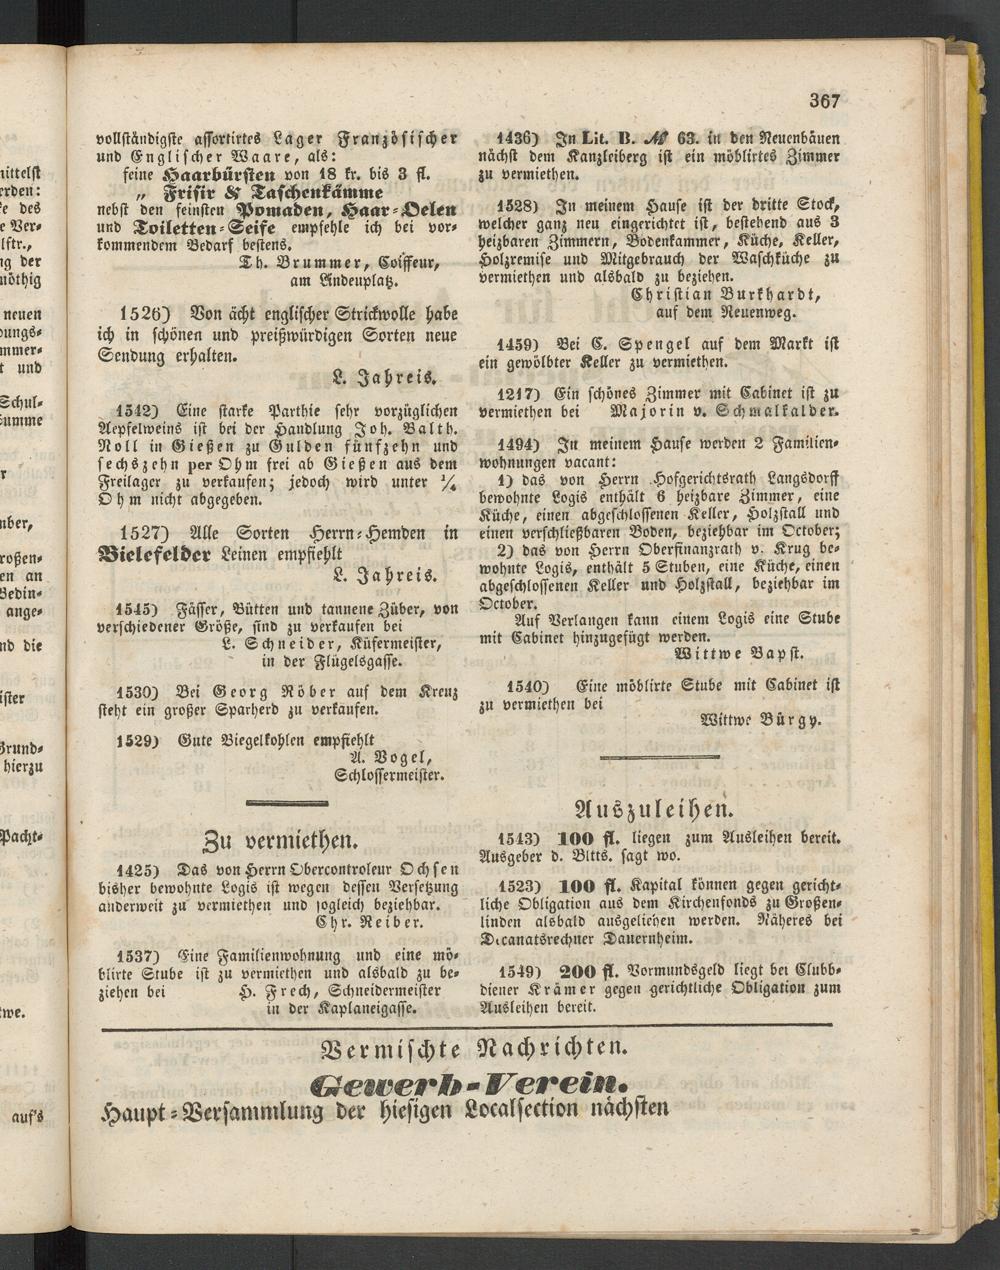 367
vollständigste assortirtes Lager Französischer
und Englischer Waare, als:
feine Haarbürsten von 18 kr. bis 3 fl.
„ Frisir & Taschenkämme
nebst den feinsten Pomaden, Haar=Oelen
und Toiletten=Seife empfehle ich bei vor=
kommendem Bedarf bestens.
Th. Brummer, Coiffeur,
am Lindenplatz.
1526) Von ächt englischer Strickwolle habe
ich in schönen und preißwürdigen Sorten neue
Sendung erhalten.
L. Jahreis.
1542) Eine starke Parthie sehr vorzüglichen
Aepfelweins ist bei der Handlung Joh. Balth.
Noll in Gießen zu Gulden fünfzehn und
sechszehn per Ohm frei ab Gießen aus dem
Freilager zu verkaufen; jedoch wird unter ¼
Ohm nicht abgegeben.
1527) Alle Sorten Herrn=Hemden in
Bielefelder Leinen empfiehlt
L. Jahreis.
1545) Fässer, Bütten und tannene Züber, von
verschiedener Größe, sind zu verkaufen bei
L. Schneider, Küfermeister,
in der Flügelsgasse.
1530) Bei Georg Röber auf dem Kreuz
steht ein großer Sparherd zu verkaufen.
1529) Gute Biegelkohlen empfiehlt
A. Vogel,
Schlossermeister.
Zu vermiethen.
1425) Das von Herrn Obercontroleur Ochsen
bisher bewohnte Logis ist wegen dessen Versetzung
anderweit zu vermiethen und sogleich beziehbar.
Chr. Reiber.
1537) Eine Familienwohnung und eine mö=
blirte Stube ist zu vermiethen und alsbald zu be=
ziehen bei H. Frech, Schneidermeister
in der Kaplaneigasse.
1436) In Lit. B. № 63. in den Neuenbäuen
nächst dem Kanzleiberg ist ein möblirtes Zimmer
zu vermiethen.
1528) In meinem Hause ist der dritte Stock,
welcher ganz neu eingerichtet ist, bestehend aus 3
heizbaren Zimmern, Bodenkammer, Küche, Keller,
Holzremise und Mitgebrauch der Waschküche zu
vermiethen und alsbald zu beziehen.
Christian Burkhardt,
auf dem Neuenweg.
1459) Bei C. Spengel auf dem Markt ist
ein gewölbter Keller zu vermiethen.
1217) Ein schönes Zimmer mit Cabinet ist zu
vermiethen bei Majorin v. Schmalkalder.
1494) In meinem Hause werden 2 Familien=
wohnungen vacant:
1) das von Herrn Hofgerichtsrath Langsdorff
bewohnte Logis enthält 6 heizbare Zimmer, eine
Küche, einen abgeschlossenen Keller, Holzstall und
einen verschließbaren Boden, beziehbar im October;
2) das von Herrn Oberfinanzrath v. Krug be=
wohnte Logis, enthält 5 Stuben, eine Küche, einen
abgeschlossenen Keller und Holzstall, beziehbar im
October.
Auf Verlangen kann einem Logis eine Stube
mit Cabinet hinzugefügt werden.
Wittwe Bapst.
1540) Eine möblirte Stube mit Cabinet ist
zu vermiethen bei
Wittwe Bürgy.
Auszuleihen.
1543) 100 fl. liegen zum Ausleihen bereit.
Ausgeber d. Bltts. sagt wo.
1523) 100 fl. Kapital können gegen gericht=
liche Obligation aus dem Kirchenfonds zu Großen=
linden alsbald ausgeliehen werden. Näheres bei
Decanatsrechner Dauernheim.
1549) 200 fl. Vormundsgeld liegt bei Clubb=
diener Krämer gegen gerichtliche Obligation zum
Ausleihen bereit.
Vermischte Nachrichten.
Gewerb=Verein.
Haupt=Versammlung der hiesigen Localsection nächsten